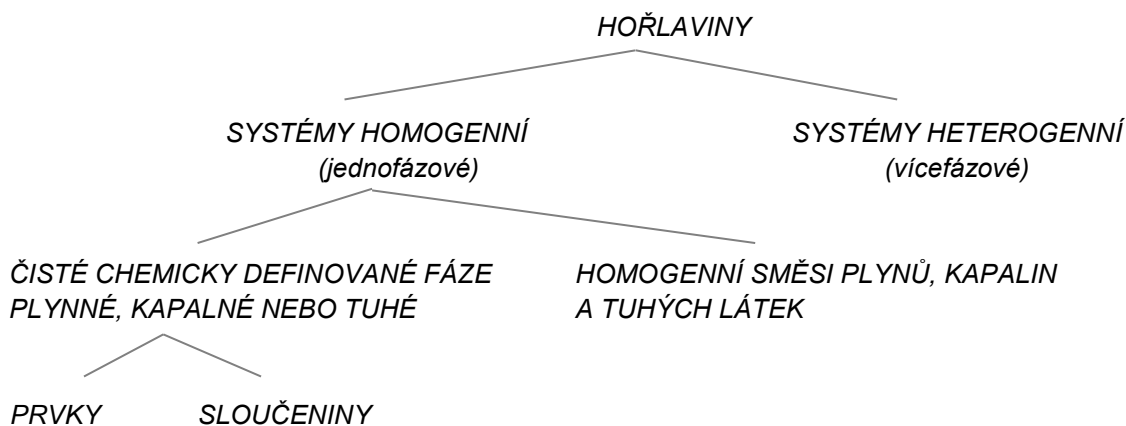 HOŘLAVINY
SYSTÉMY HOMOGENNÍ
(jednofázové)
SYSTÉMY HETEROGENNÍ
(vícefázové)
ČISTÉ CHEMICKY DEFINOVANÉ FÁZE
PLYNNÉ, KAPALNÉ NEBO TUHÉ
HOMOGENNÍ SMĚSI PLYNŮ, KAPALIN
A TUHÝCH LÁTEK
PRVKY
SLOUČENINY